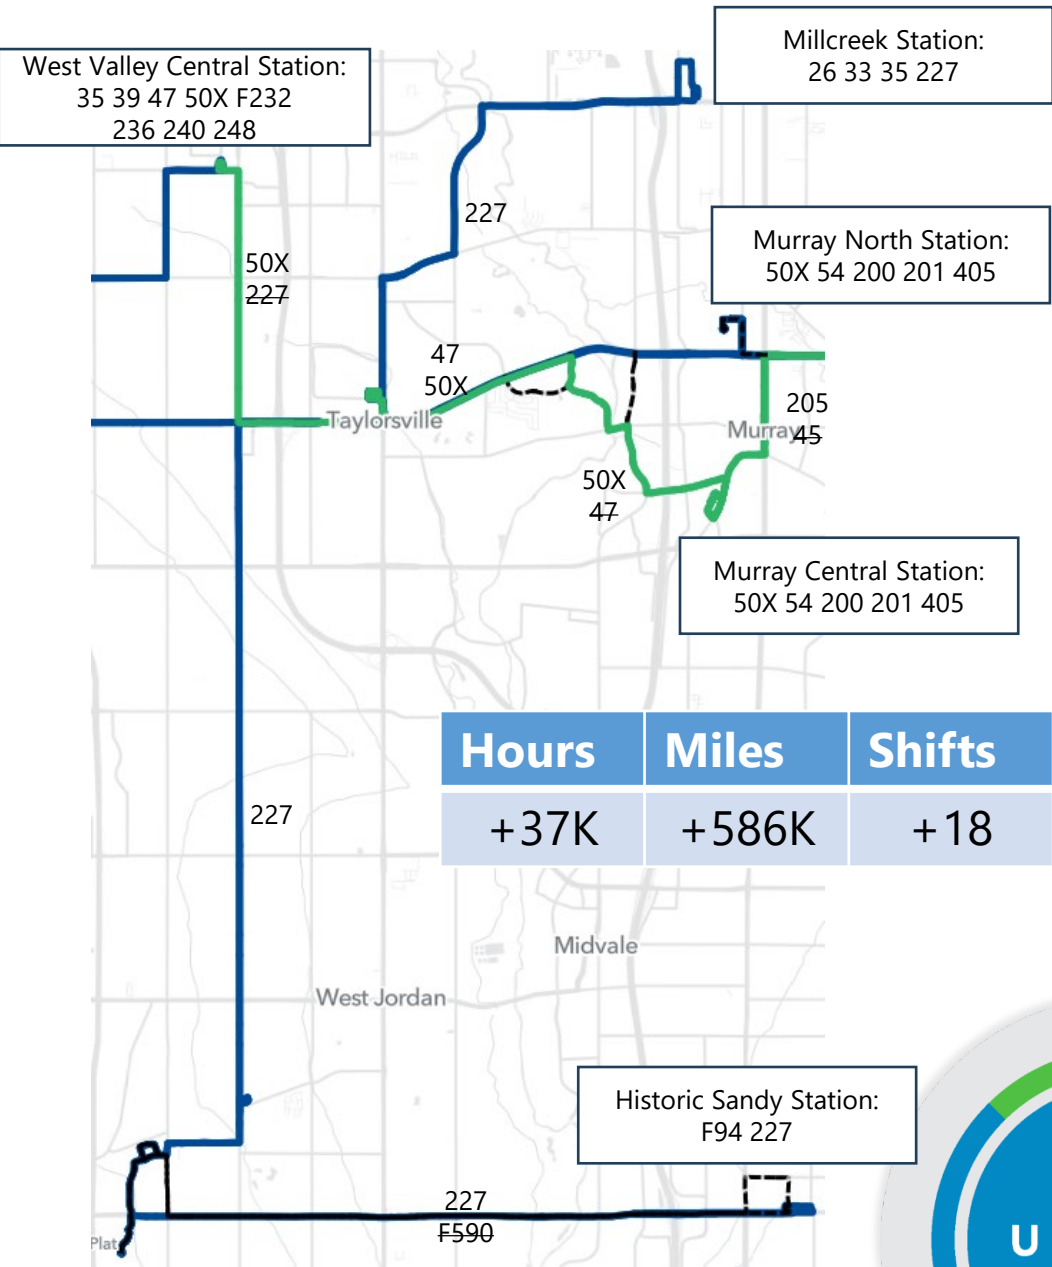 Millcreek Station:
26 33 35 227
West Valley Central Station:
35 39 47 50X F232
236 240 248
227
Murray North Station:
50X 54 200 201 405
50X
227
47
50X
Taylorsville
205
Murray
45
50X
47
Murray Central Station:
50X 54 200 201 405
Hours Miles Shifts
+37K +586K +18
227
Midvale
West Jordan
Historic Sandy Station:
F94 227
227
F590
Plat
U